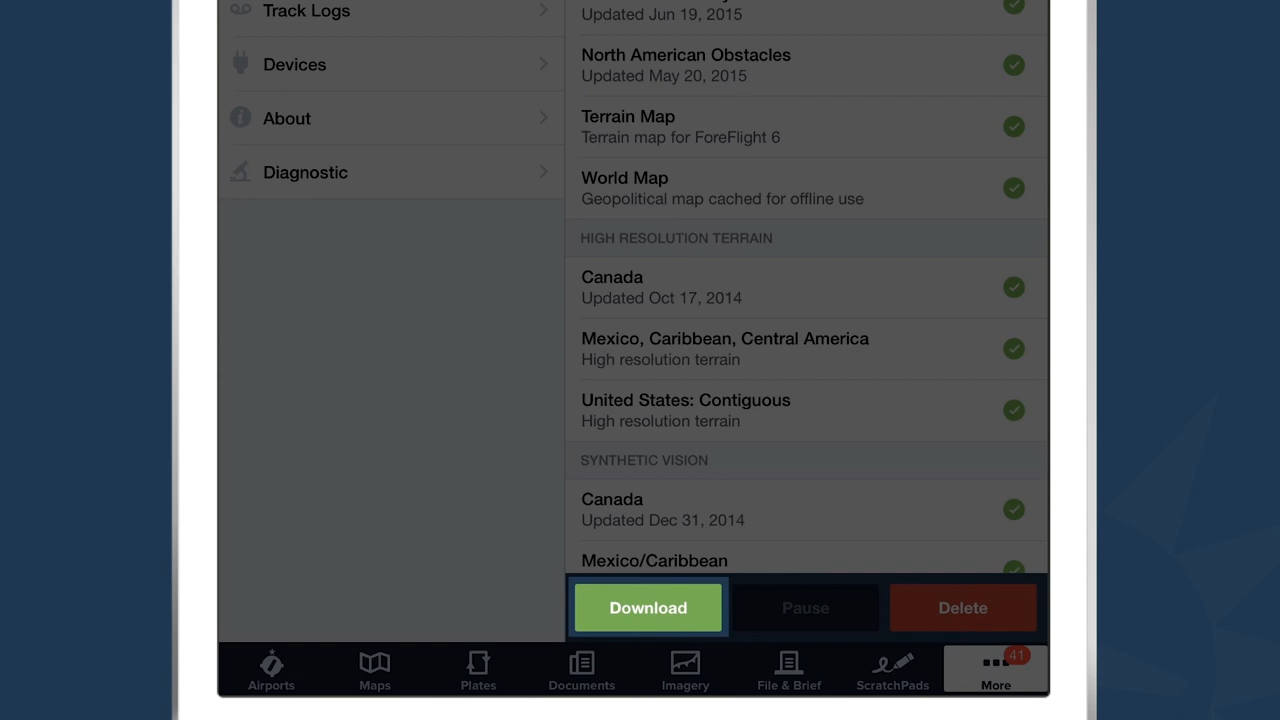 Track Logs
Devices
About
Diagnostic
Updated Jun 19, 2015
North American Obstacles
Updated May 20, 2015
Terrain Map
Terrain map for ForeFlight 6
World Map
Geopolitical map cached for offline use
HIGH RESOLUTION TERRAIN
Canada
Updated Oct 17, 2014
Mexico, Caribbean, Central America
High resolution terrain
United States: Contiguous
High resolution terrain
SYNTHETIC VISION
Canada
Updated Dec 31, 2014
Mexico/Caribbean
Download
Pause
Delete
Airports
Maps
Plates
Documents
Imagery
File & Brief
ScratchPads
41
More